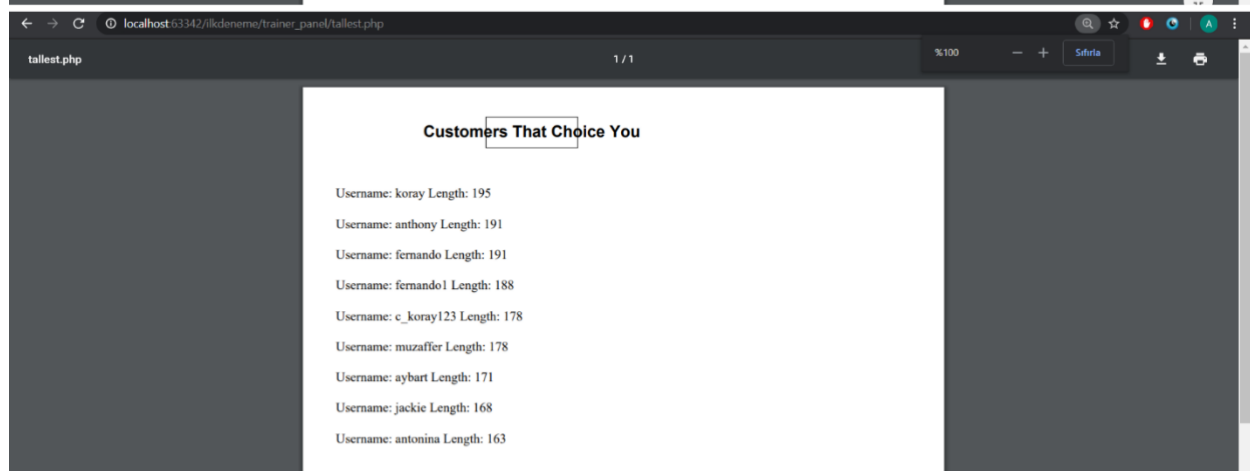 localhost:63342/ilkdeneme/trainer_panel/tallest.php
A
tallest.php
1 / 1
%100
Sıfırla
Customers That Choice You
Username: koray Length: 195
Username: anthony Length: 191
Username: fernando Length: 191
Username: fernando1 Length: 188
Username: c_koray123 Length: 178
Username: muzaffer Length: 178
Username: aybart Length: 171
Username: jackie Length: 168
Username: antonina Length: 163